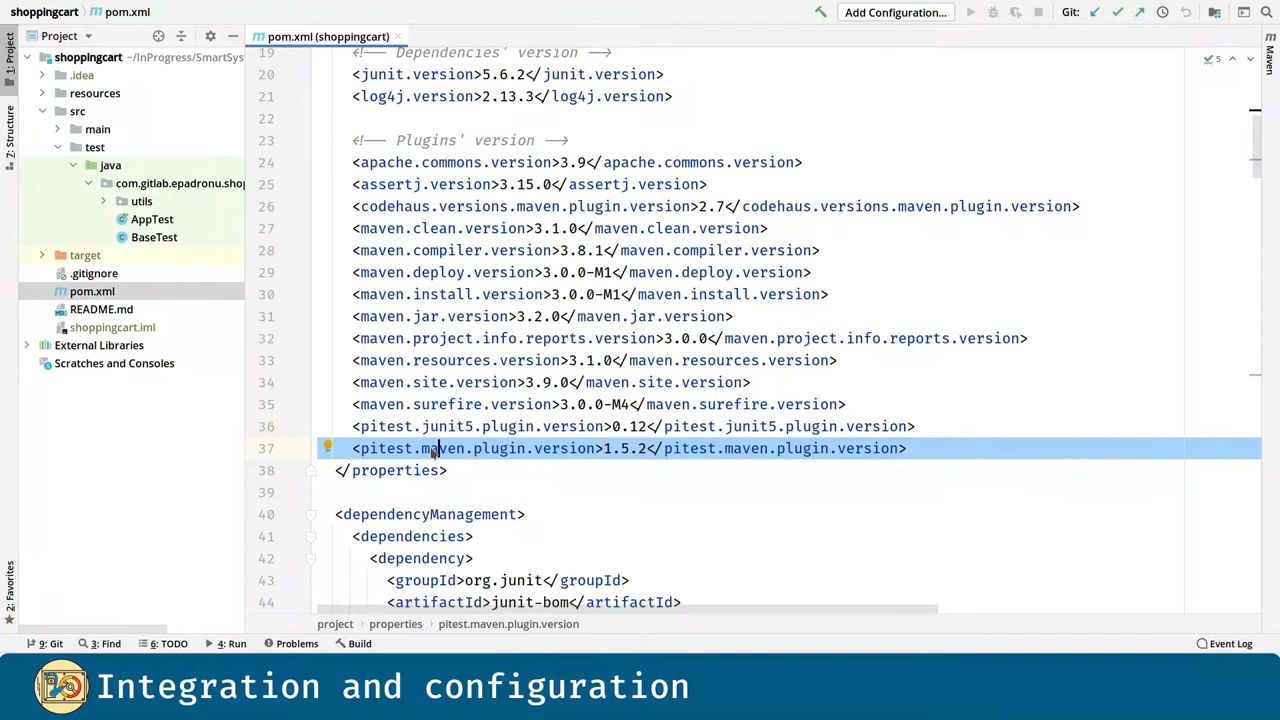 shoppingcart
pom.xml
Add Configuration...
Git:
1: Project
Project
pom.xml (shoppingcart)
Maven
Z: Structure
2: Favorites
shoppingcart ~/InProgress/SmartSys
.idea
resources
src
main
test
java
com.gitlab.epadronu.shop
utils
AppTest
BaseTest
target
.gitignore
pom.xml
README.md
shoppingcart.iml
External Libraries
Scratches and Consoles
5
19 <!-- Dependencies' version -->
20 <junit.version>5.6.2</junit.version>
21 <log4j.version>2.13.3</log4j.version>
22
23 <!-- Plugins' version -->
24 <apache.commons.version>3.9</apache.commons.version>
25 <assertj.version>3.15.0</assertj.version>
26 <codehaus.versions.maven.plugin.version>2.7</codehaus.versions.maven.plugin.version>
27 <maven.clean.version>3.1.0</maven.clean.version>
28 <maven.compiler.version>3.8.1</maven.compiler.version>
29 <maven.deploy.version>3.0.0-M1</maven.deploy.version>
30 <maven.install.version>3.0.0-M1</maven.install.version>
31 <maven.jar.version>3.2.0</maven.jar.version>
32 <maven.project.info.reports.version>3.0.0</maven.project.info.reports.version>
33 <maven.resources.version>3.1.0</maven.resources.version>
34 <maven.site.version>3.9.0</maven.site.version>
35 <maven.surefire.version>3.0.0-M4</maven.surefire.version>
36 <pitest.junit5.plugin.version>0.12</pitest.junit5.plugin.version>
37 <pitest.maven.plugin.version>1.5.2</pitest.maven.plugin.version>
38 </properties>
39
40 <dependencyManagement>
41 <dependencies>
42 <dependency>
43 <groupId>org.junit</groupId>
44 <artifactId>junit-bom</artifactId>
project
properties
pitest.maven.plugin.version
9: Git
3: Find
6: TODO
4: Run
Problems
Build
Event Log
Integration and configuration